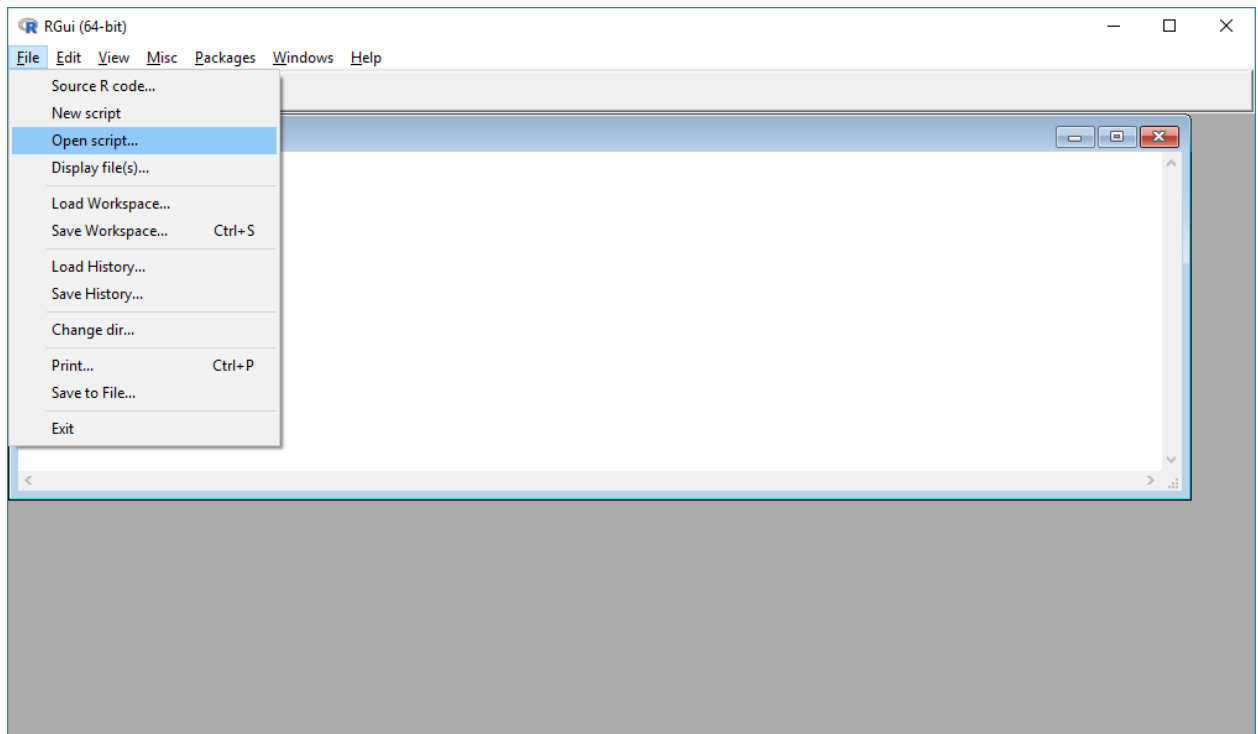 RGui (64-bit)
File Edit View Misc Packages Windows Help
Source R code...
New script
Open script...
Display file(s)...
Load Workspace...
Save Workspace... Ctrl+S
Load History...
Save History...
Change dir...
Print... Ctrl+P
Save to File...
Exit